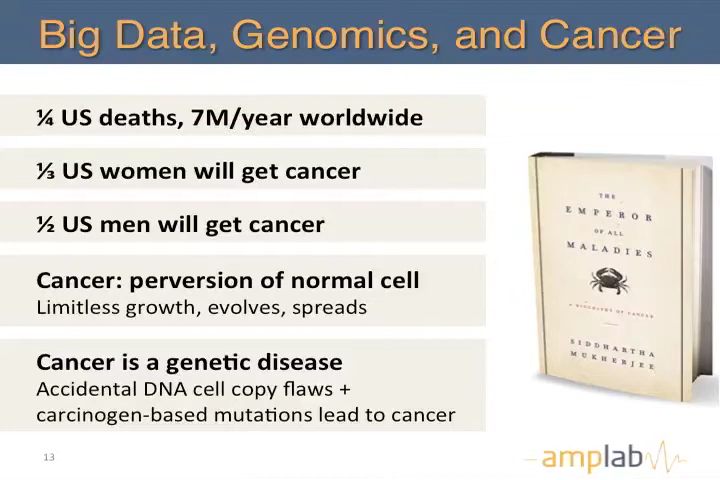 Big Data, Genomics, and Cancer
¼ US deaths, 7M/year worldwide
⅓ US women will get cancer
½ US men will get cancer
Cancer: perversion of normal cell
Limitless growth, evolves, spreads
Cancer is a genetic disease
Accidental DNA cell copy flaws +
carcinogen-based mutations lead to cancer
THE
EMPEROR
OF ALL
MALADIES
A BIOGRAPHY OF CANCER
SIDDHARTHA
MUKHERJEE
13
amplab